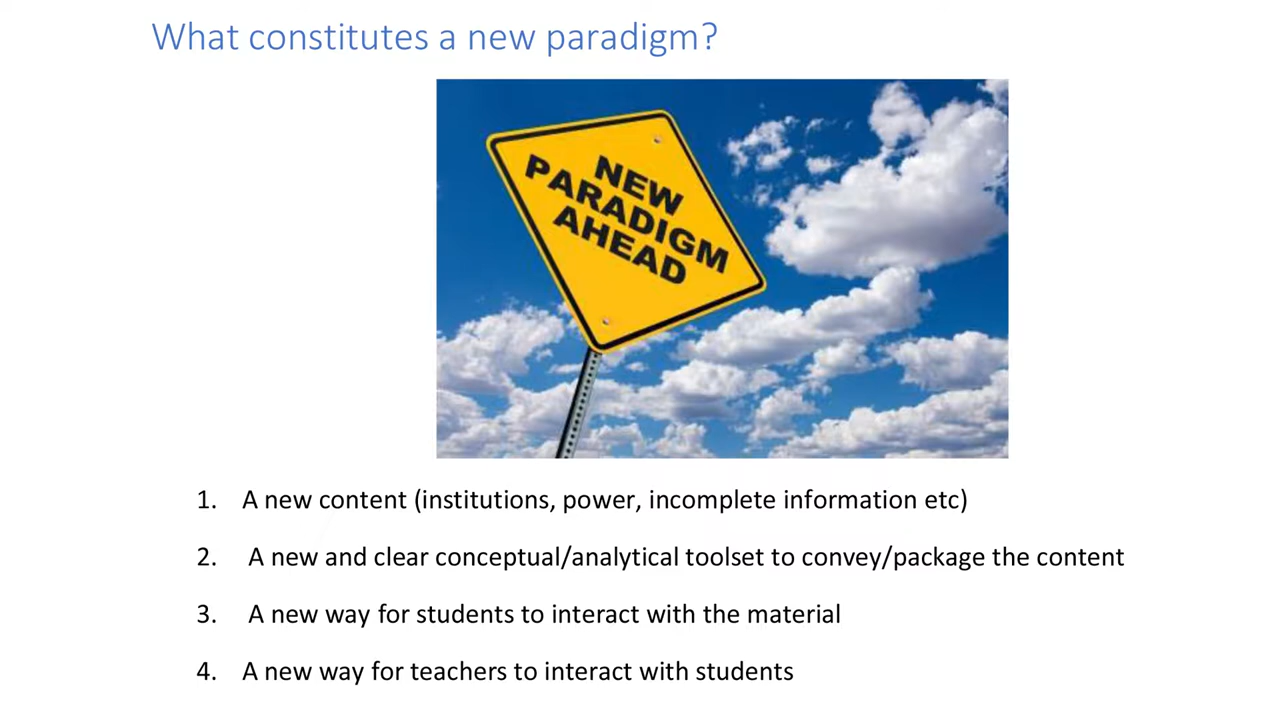 What constitutes a new paradigm?
NEW
PARADIGM
AHEAD
1. A new content (institutions, power, incomplete information etc)
2. A new and clear conceptual/analytical toolset to convey/package the content
3. A new way for students to interact with the material
4. A new way for teachers to interact with students